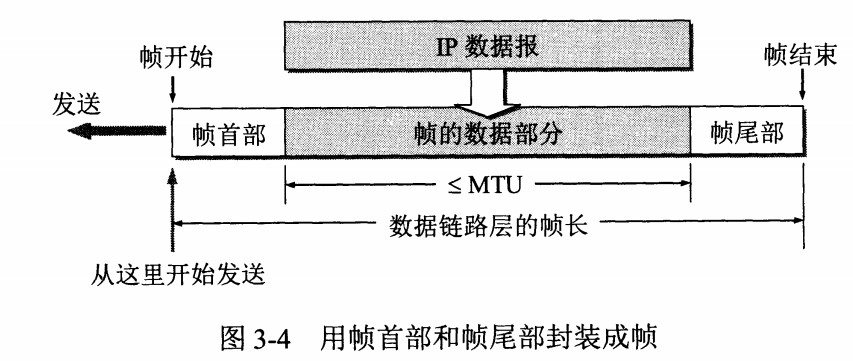 IP 数据报
帧开始
帧结束
发送
帧首部
帧的数据部分
帧尾部
≤ MTU
数据链路层的帧长
从这里开始发送
图 3-4 用帧首部和帧尾部封装成帧